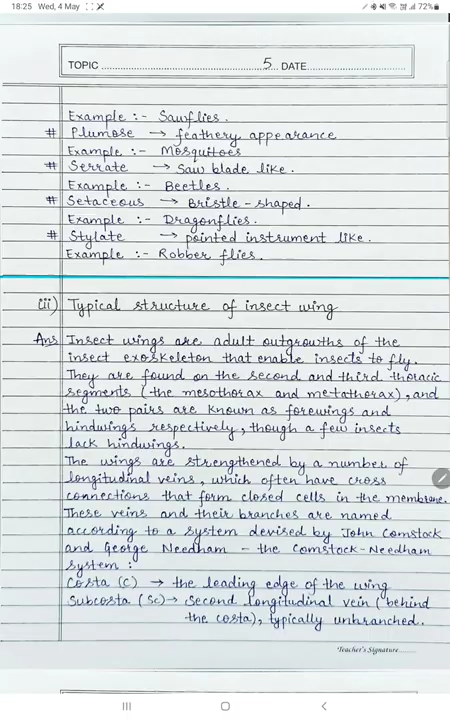 18:25 Wed, 4 May
72%
TOPIC 5 DATE
Example :- Sawflies.
# Plumose → feathery appearance
Example :- Mosquitoes
# Serrate → Saw blade like.
Example :- Beetles.
# Setaceous → Bristle-shaped.
Example :- Dragonflies.
# Stylate → pointed instrument like.
Example :- Robber flies.
iii) Typical structure of insect wing
Ans Insect wings are adult outgrowths of the
insect exoskeleton that enable insects to fly.
They are found on the second and third thoracic
segments (the mesothorax and metathorax), and
the two pairs are known as forewings and
hindwings respectively, though a few insects
lack hindwings.
The wings are strengthened by a number of
longitudinal veins, which often have cross
connections that form closed cells in the membrane.
These veins and their branches are named
according to a system devised by John Comstock
and George Needham - the Comstock-Needham
system :
Costa (C) → the leading edge of the wing
Subcosta (Sc) → second longitudinal vein (behind
the costa), typically unbranched.
Teacher's Signature